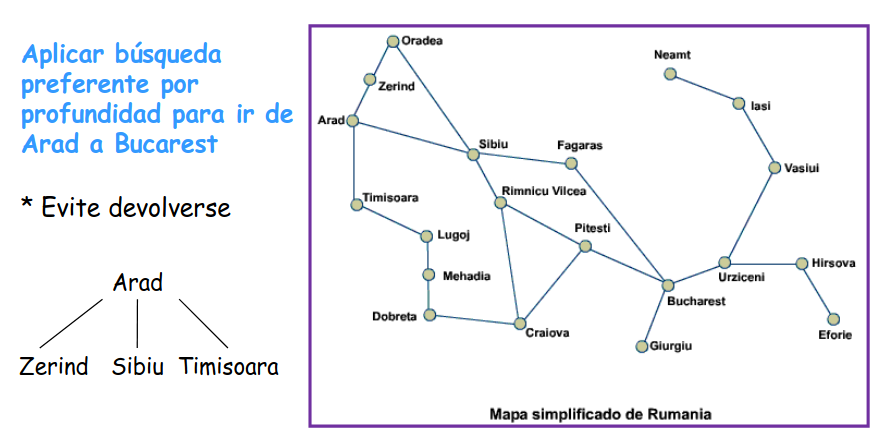 Aplicar búsqueda
preferente por
profundidad para ir de
Arad a Bucarest
* Evite devolverse
Arad
Zerind Sibiu Timisoara
Oradea
Neamt
Zerind
Iasi
Arad
Sibiu
Fagaras
Vasiui
Rimnicu Vilcea
Timisoara
Pitesti
Lugoj
Hirsova
Mehadia
Urziceni
Bucharest
Dobreta
Craiova
Eforie
Giurgiu
Mapa simplificado de Rumania